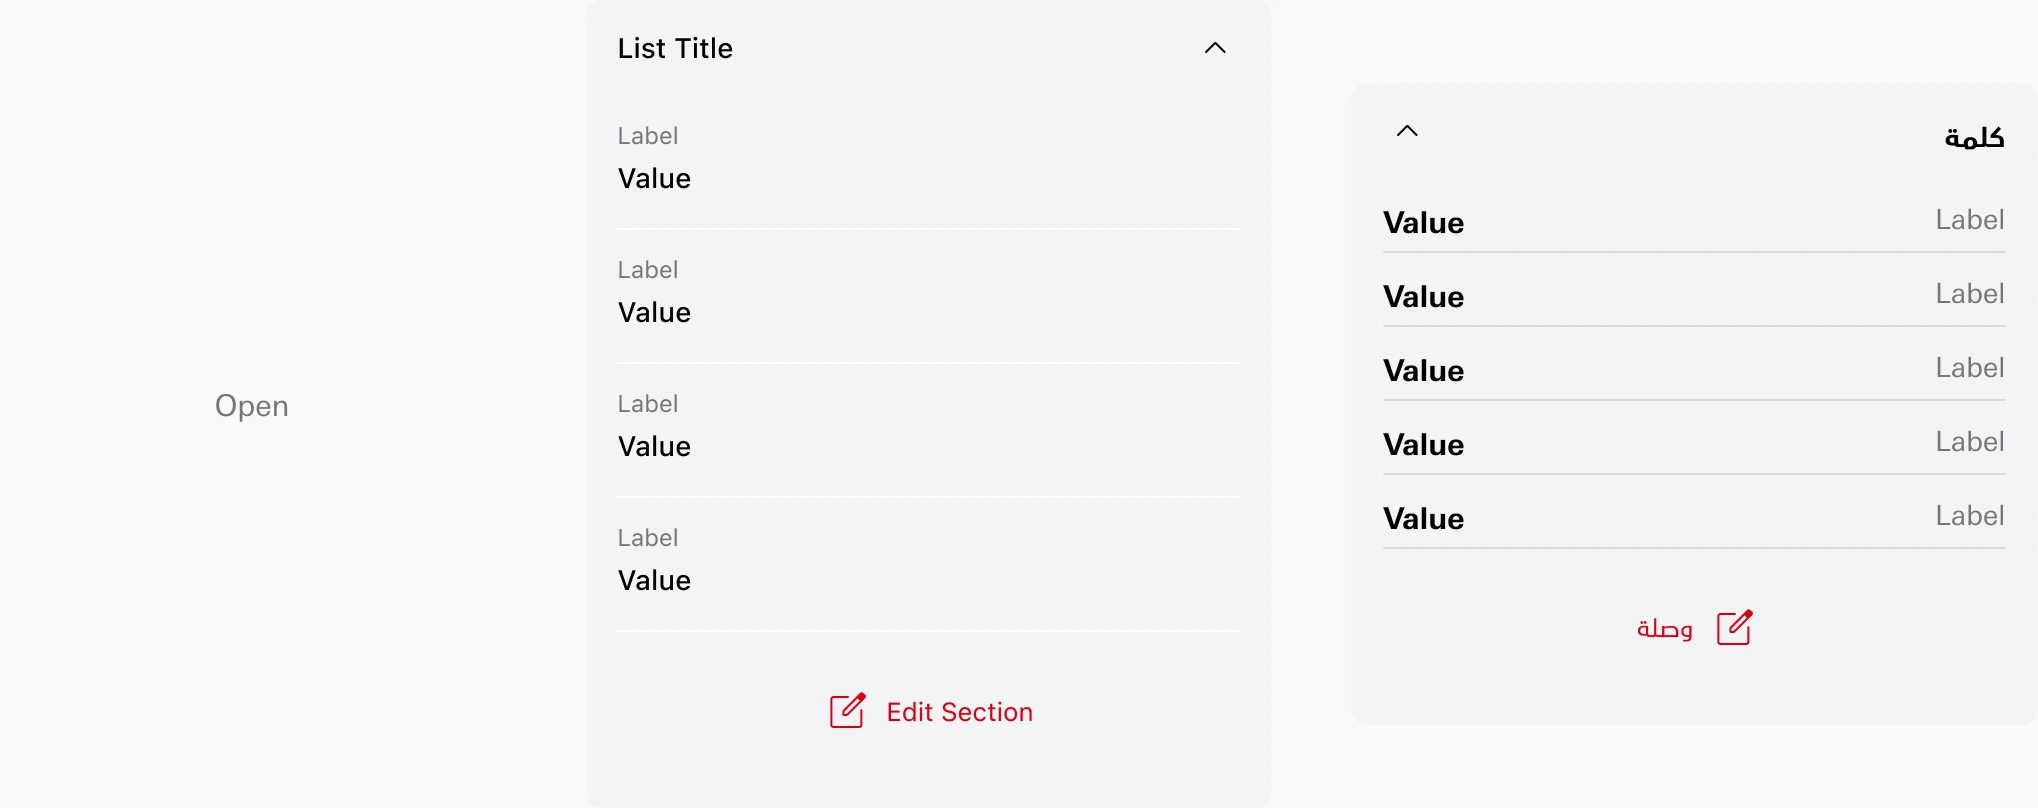 Open
List Title
Label
Value
Label
Value
Label
Value
Label
Value
Edit Section
كلمة
Label Value
Label Value
Label Value
Label Value
Label Value
وصلة